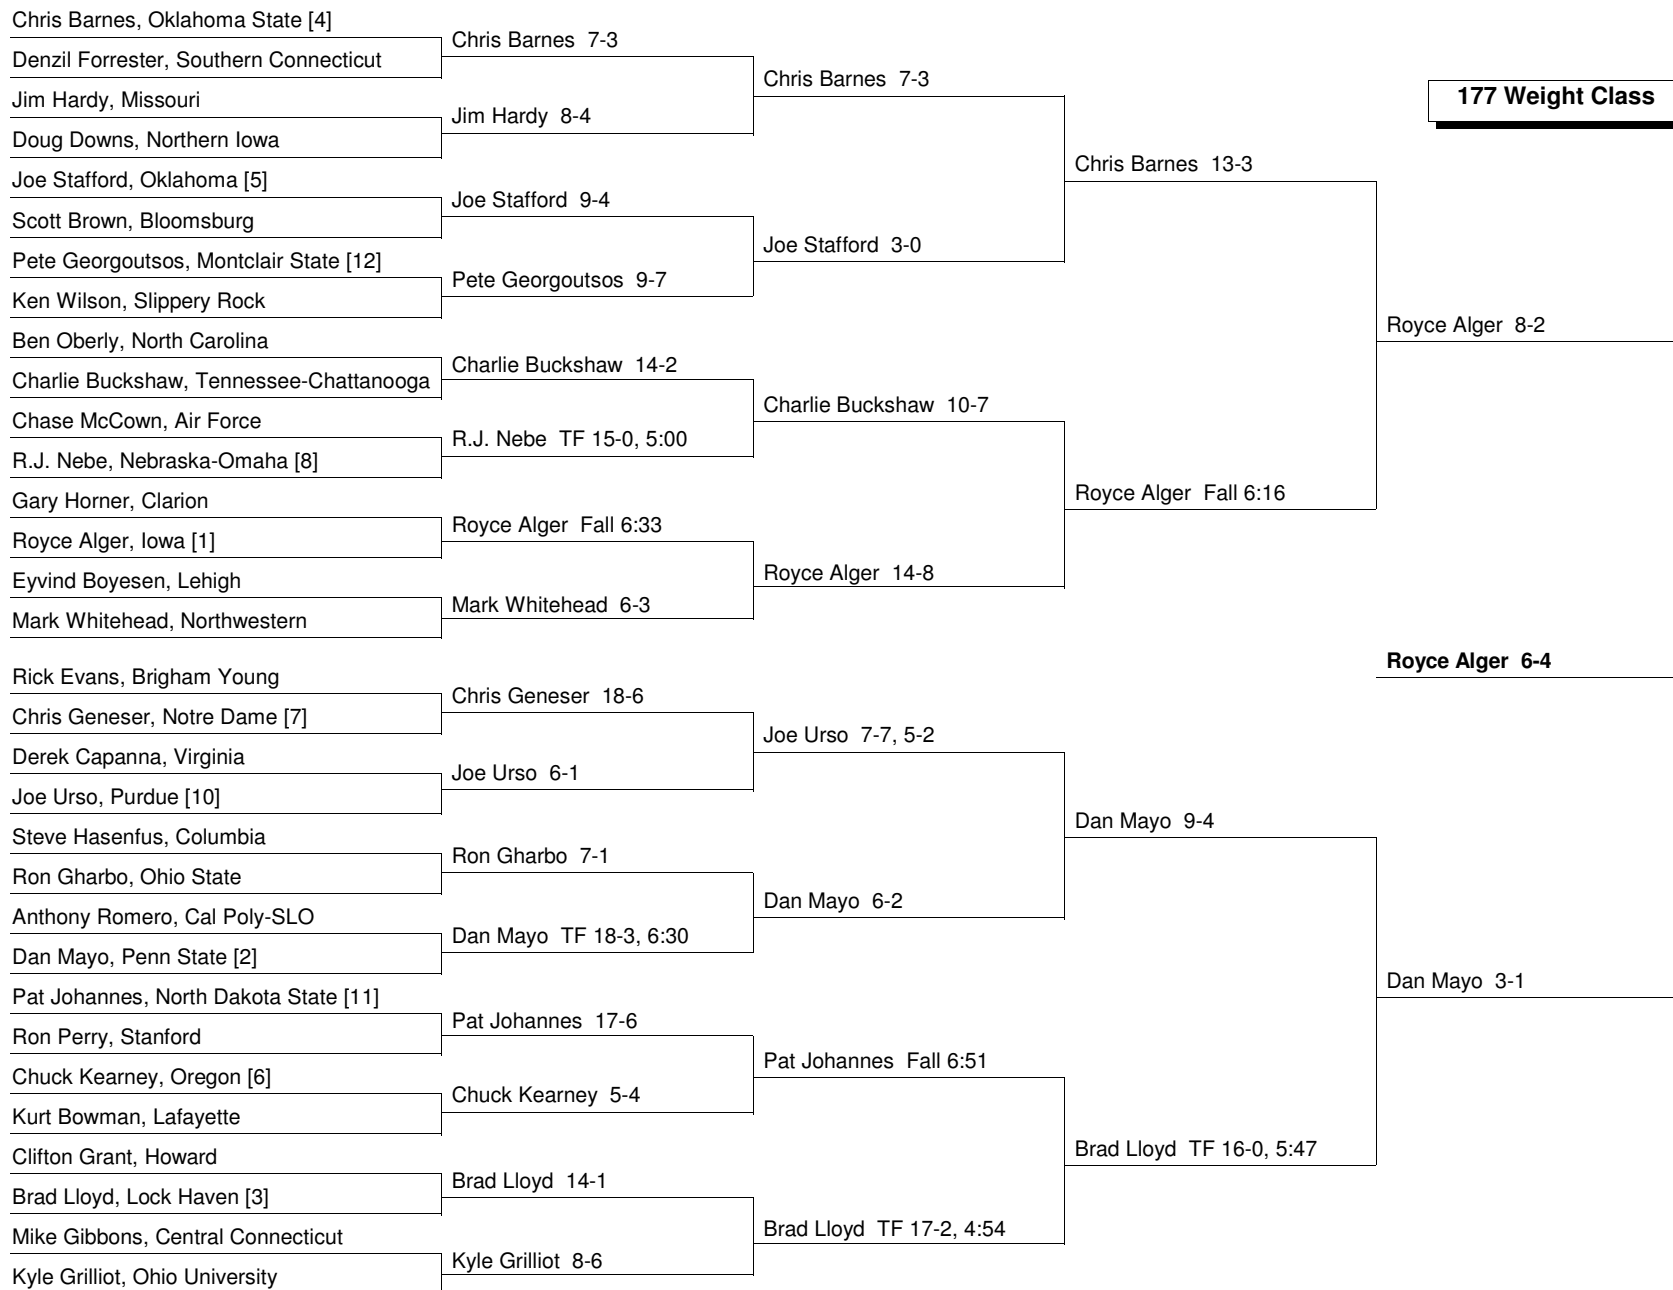 Chris Barnes, Oklahoma State [4]
Denzil Forrester, Southern Connecticut
Jim Hardy, Missouri
Doug Downs, Northern Iowa
Joe Stafford, Oklahoma [5]
Scott Brown, Bloomsburg
Pete Georgoutsos, Montclair State [12]
Ken Wilson, Slippery Rock
Ben Oberly, North Carolina
Charlie Buckshaw, Tennessee-Chattanooga
Chase McCown, Air Force
R.J. Nebe, Nebraska-Omaha [8]
Gary Horner, Clarion
Royce Alger, Iowa [1]
Eyvind Boyesen, Lehigh
Mark Whitehead, Northwestern
Rick Evans, Brigham Young
Chris Geneser, Notre Dame [7]
Derek Capanna, Virginia
Joe Urso, Purdue [10]
Steve Hasenfus, Columbia
Ron Gharbo, Ohio State
Anthony Romero, Cal Poly-SLO
Dan Mayo, Penn State [2]
Pat Johannes, North Dakota State [11]
Ron Perry, Stanford
Chuck Kearney, Oregon [6]
Kurt Bowman, Lafayette
Clifton Grant, Howard
Brad Lloyd, Lock Haven [3]
Mike Gibbons, Central Connecticut
Kyle Grilliot, Ohio University
Chris Barnes 7-3
Jim Hardy 8-4
Joe Stafford 9-4
Pete Georgoutsos 9-7
Charlie Buckshaw 14-2
R.J. Nebe TF 15-0, 5:00
Royce Alger Fall 6:33
Mark Whitehead 6-3
Chris Geneser 18-6
Joe Urso 6-1
Ron Gharbo 7-1
Dan Mayo TF 18-3, 6:30
Pat Johannes 17-6
Chuck Kearney 5-4
Brad Lloyd 14-1
Kyle Grilliot 8-6
Chris Barnes 7-3
Joe Stafford 3-0
Charlie Buckshaw 10-7
Royce Alger 14-8
Joe Urso 7-7, 5-2
Dan Mayo 6-2
Pat Johannes Fall 6:51
Brad Lloyd TF 17-2, 4:54
Chris Barnes 13-3
Royce Alger Fall 6:16
Dan Mayo 9-4
Brad Lloyd TF 16-0, 5:47
177 Weight Class
Royce Alger 8-2
Royce Alger 6-4
Dan Mayo 3-1